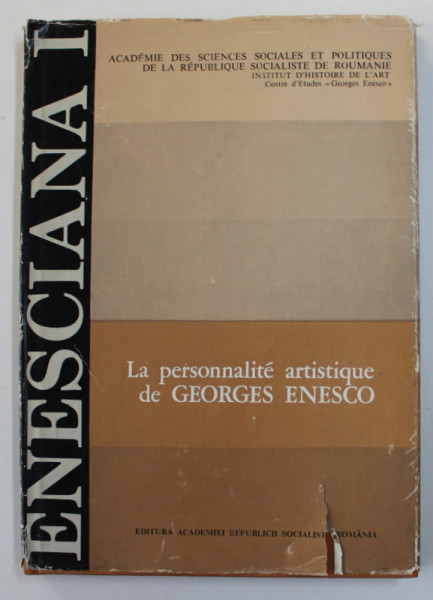 ACADÉMIE DES SCIENCES SOCIALES ET POLITIQUES
DE LA RÉPUBLIQUE SOCIALISTE DE ROUMANIE
INSTITUT D'HISTOIRE DE L'ART
Centre d'Etudes «Georges Enesco»
ENESCIANA I
La personnalité artistique
de GEORGES ENESCO
EDITURA ACADEMIEI REPUBLICII SOCIALISTE ROMÂNIA